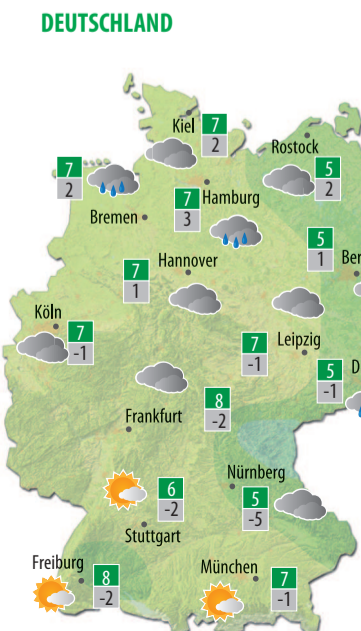 DEUTSCHLAND
Kiel
7
2
Rostock
5
2
7
2
Hamburg
7
3
Bremen
5
1
Ber
Hannover
7
1
Köln
7
-1
Leipzig
7
-1
D
5
-1
8
-2
Frankfurt
Nürnberg
6
-2
5
-5
Stuttgart
Freiburg
8
-2
München
7
-1